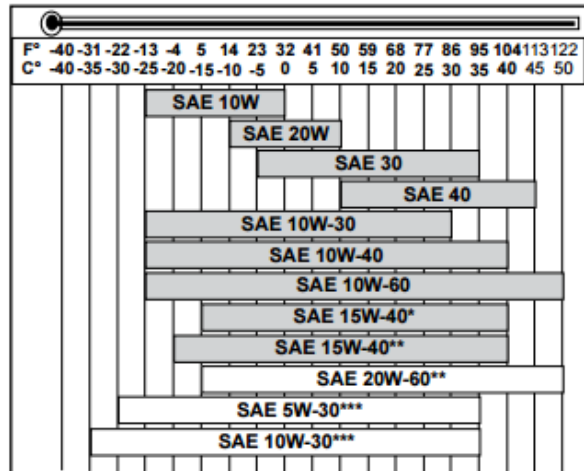 F° -40 -31 -22 -13 -4 5 14 23 32 41 50 59 68 77 86 95 104 113 122
C° -40 -35 -30 -25 -20 -15 -10 -5 0 5 10 15 20 25 30 35 40 45 50
SAE 10W
SAE 20W
SAE 30
SAE 40
SAE 10W-30
SAE 10W-40
SAE 10W-60
SAE 15W-40*
SAE 15W-40**
SAE 20W-60**
SAE 5W-30***
SAE 10W-30***